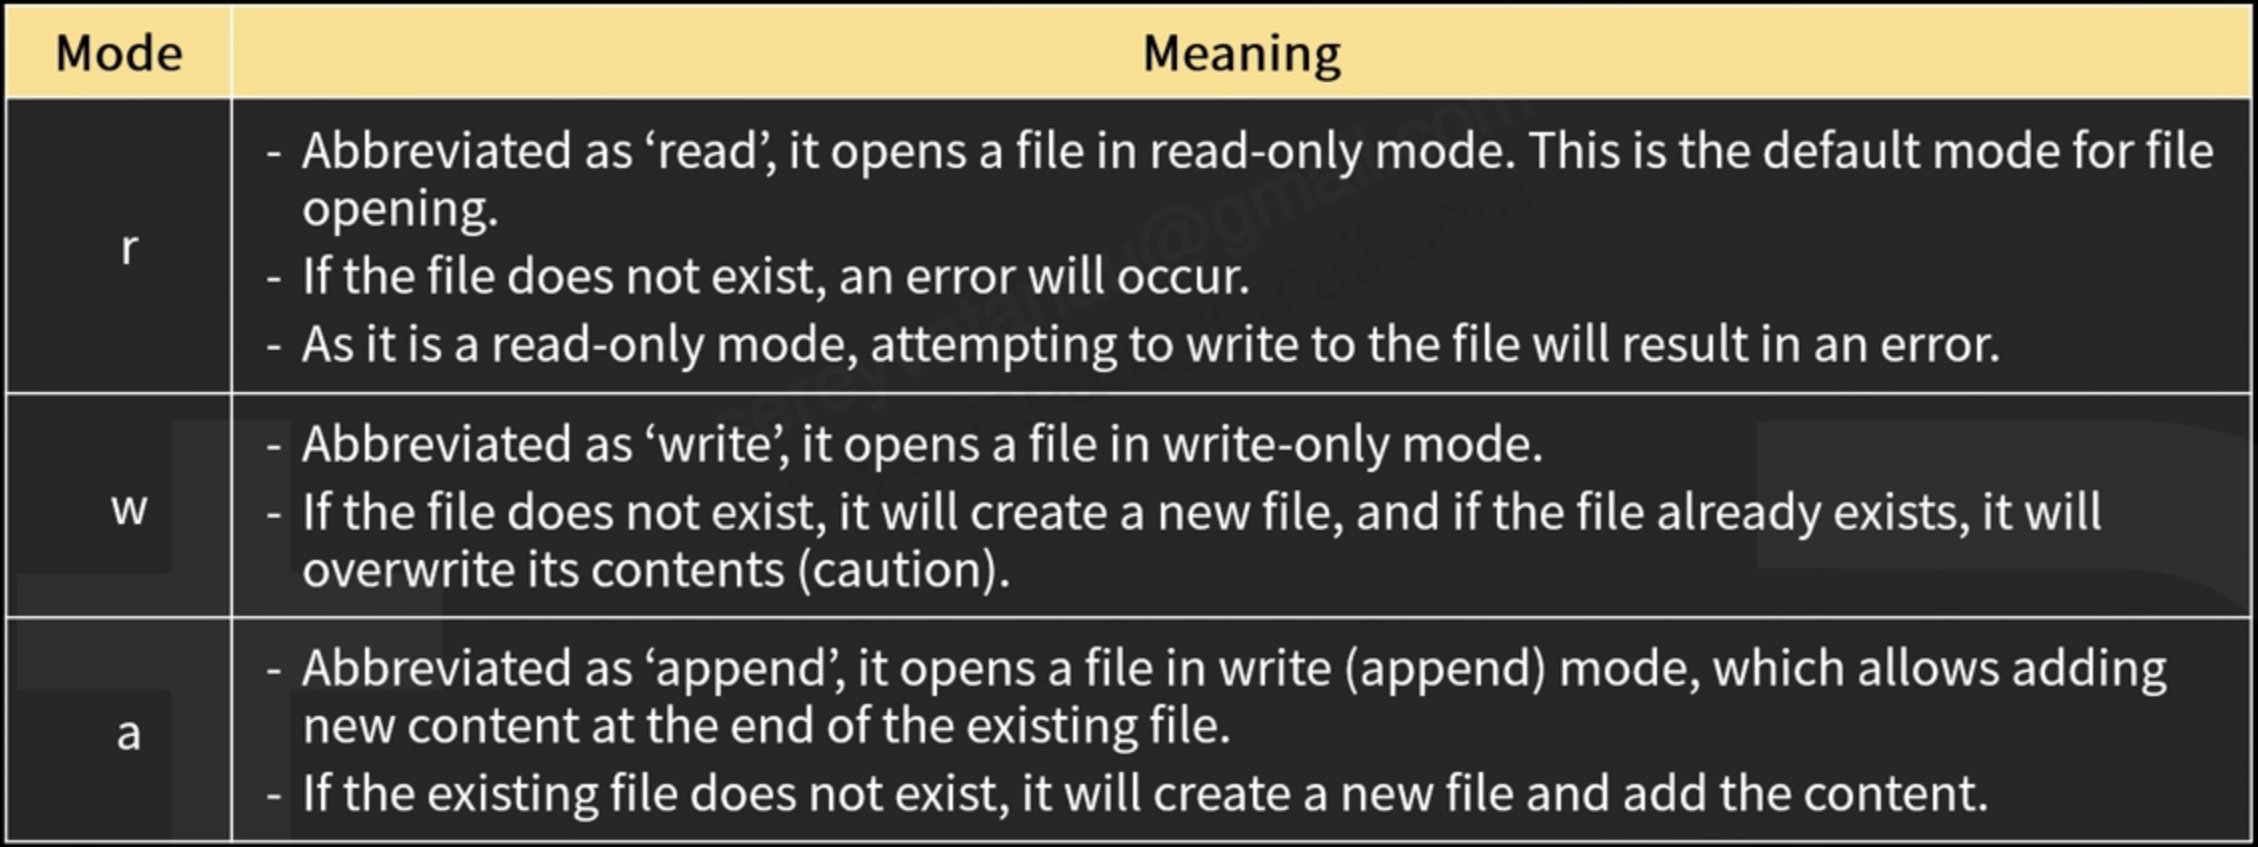 Mode
Meaning
r
- Abbreviated as ‘read’, it opens a file in read-only mode. This is the default mode for file
opening.
- If the file does not exist, an error will occur.
- As it is a read-only mode, attempting to write to the file will result in an error.
w
- Abbreviated as ‘write’, it opens a file in write-only mode.
- If the file does not exist, it will create a new file, and if the file already exists, it will
overwrite its contents (caution).
a
- Abbreviated as ‘append’, it opens a file in write (append) mode, which allows adding
new content at the end of the existing file.
- If the existing file does not exist, it will create a new file and add the content.